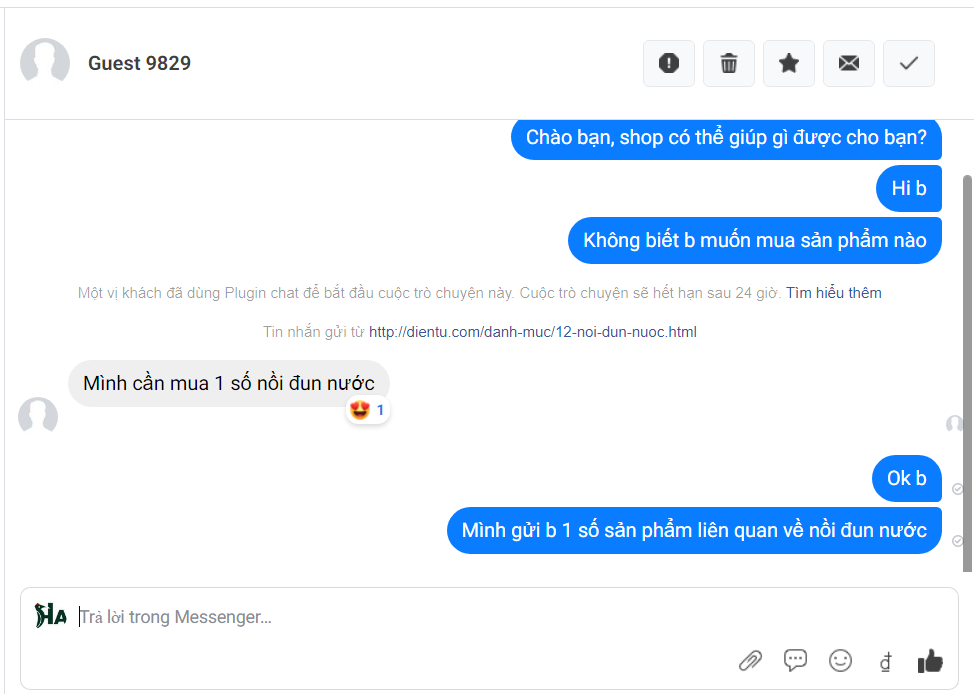 Guest 9829
Chào bạn, shop có thể giúp gì được cho bạn?
Hi b
Không biết b muốn mua sản phẩm nào
Một vị khách đã dùng Plugin chat để bắt đầu cuộc trò chuyện này. Cuộc trò chuyện sẽ hết hạn sau 24 giờ. Tìm hiểu thêm
Tin nhắn gửi từ http://dientu.com/danh-muc/12-noi-dun-nuoc.html
Mình cần mua 1 số nồi đun nước
1
Ok b
Mình gửi b 1 số sản phẩm liên quan về nồi đun nước
HA Trả lời trong Messenger...
₫